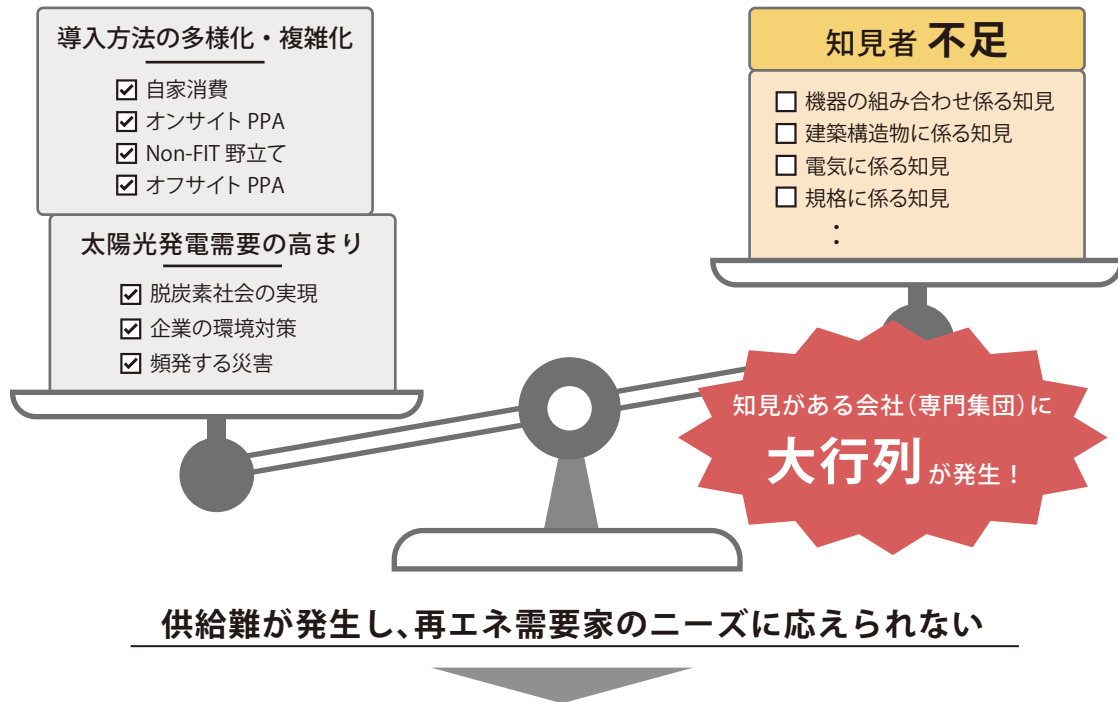 導入方法の多様化・複雑化
自家消費
オンサイト PPA
Non-FIT 野立て
オフサイト PPA
太陽光発電需要の高まり
脱炭素社会の実現
企業の環境対策
頻発する災害
知見者 不足
機器の組み合わせ係る知見
建築構造物に係る知見
電気に係る知見
規格に係る知見
：
知見がある会社（専門集団）に
大行列が発生！
供給難が発生し、再エネ需要家のニーズに応えられない